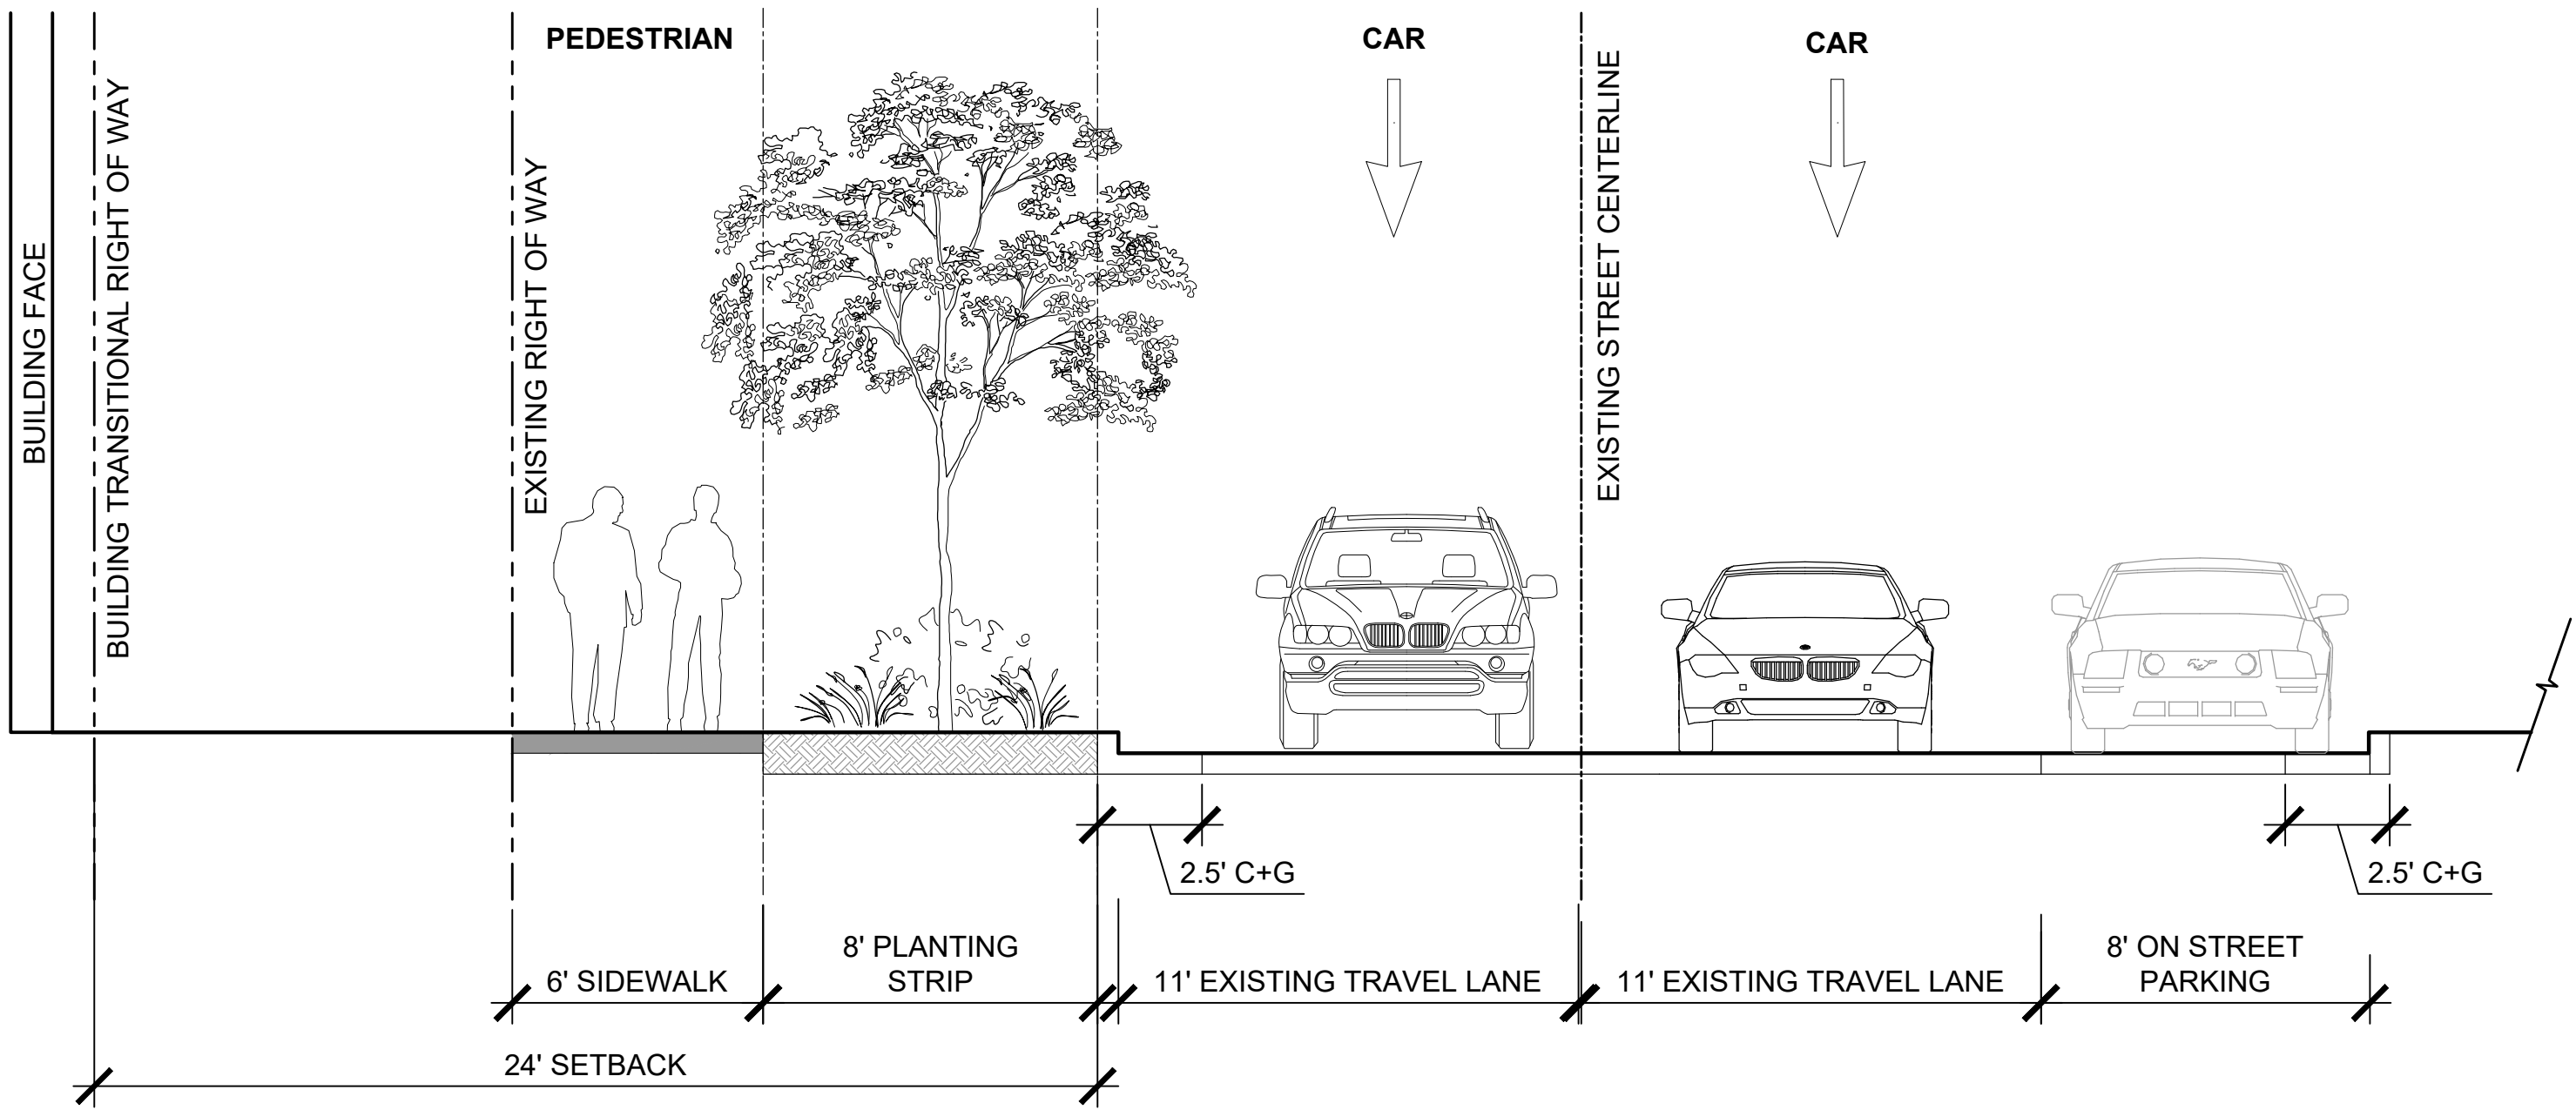 PEDESTRIAN
CAR
CAR
BUILDING FACE
BUILDING TRANSITIONAL RIGHT OF WAY
EXISTING RIGHT OF WAY
EXISTING STREET CENTERLINE
2.5' C+G
2.5' C+G
6' SIDEWALK
8' PLANTING
STRIP
11' EXISTING TRAVEL LANE
11' EXISTING TRAVEL LANE
8' ON STREET
PARKING
24' SETBACK